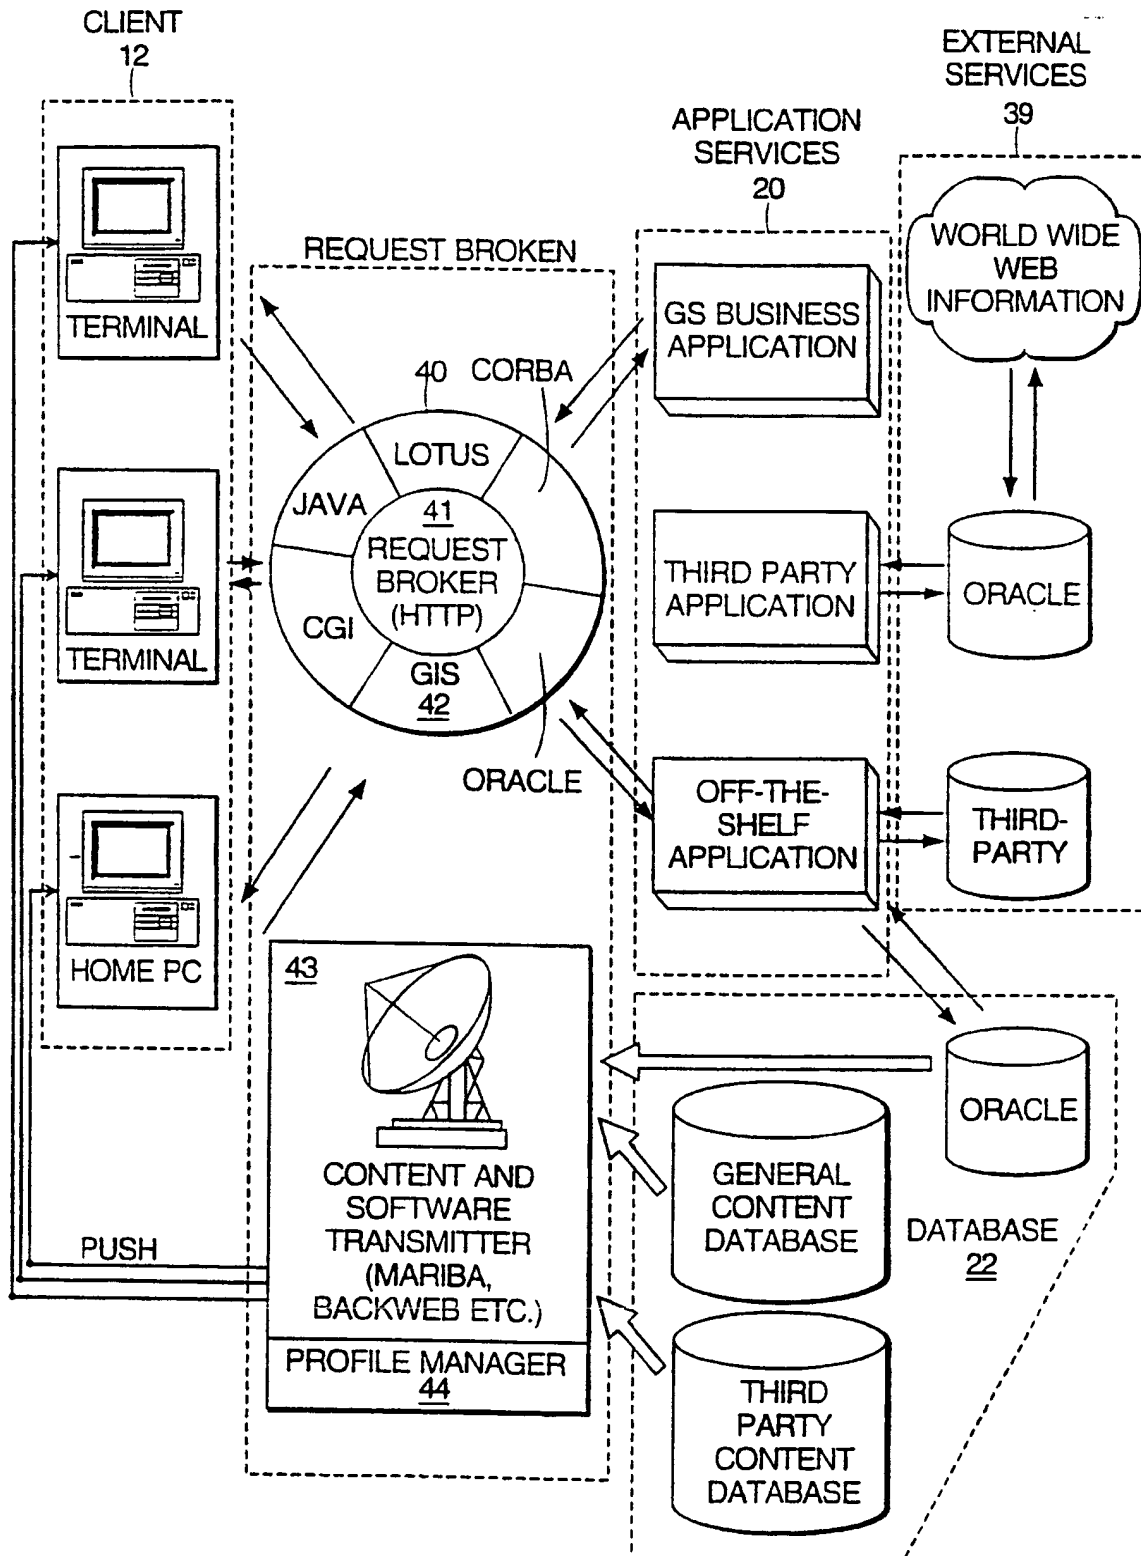 CLIENT
12
EXTERNAL
SERVICES
39
APPLICATION
SERVICES
20
REQUEST BROKEN
TERMINAL
TERMINAL
HOME PC
40
CORBA
LOTUS
JAVA
41
REQUEST
BROKER
(HTTP)
CGI
GIS
42
ORACLE
GS BUSINESS
APPLICATION
THIRD PARTY
APPLICATION
OFF-THE-
SHELF
APPLICATION
WORLD WIDE
WEB
INFORMATION
ORACLE
THIRD-
PARTY
43
CONTENT AND
SOFTWARE
TRANSMITTER
(MARIBA,
BACKWEB ETC.)
PROFILE MANAGER
44
PUSH
ORACLE
GENERAL
CONTENT
DATABASE
DATABASE
22
THIRD
PARTY
CONTENT
DATABASE